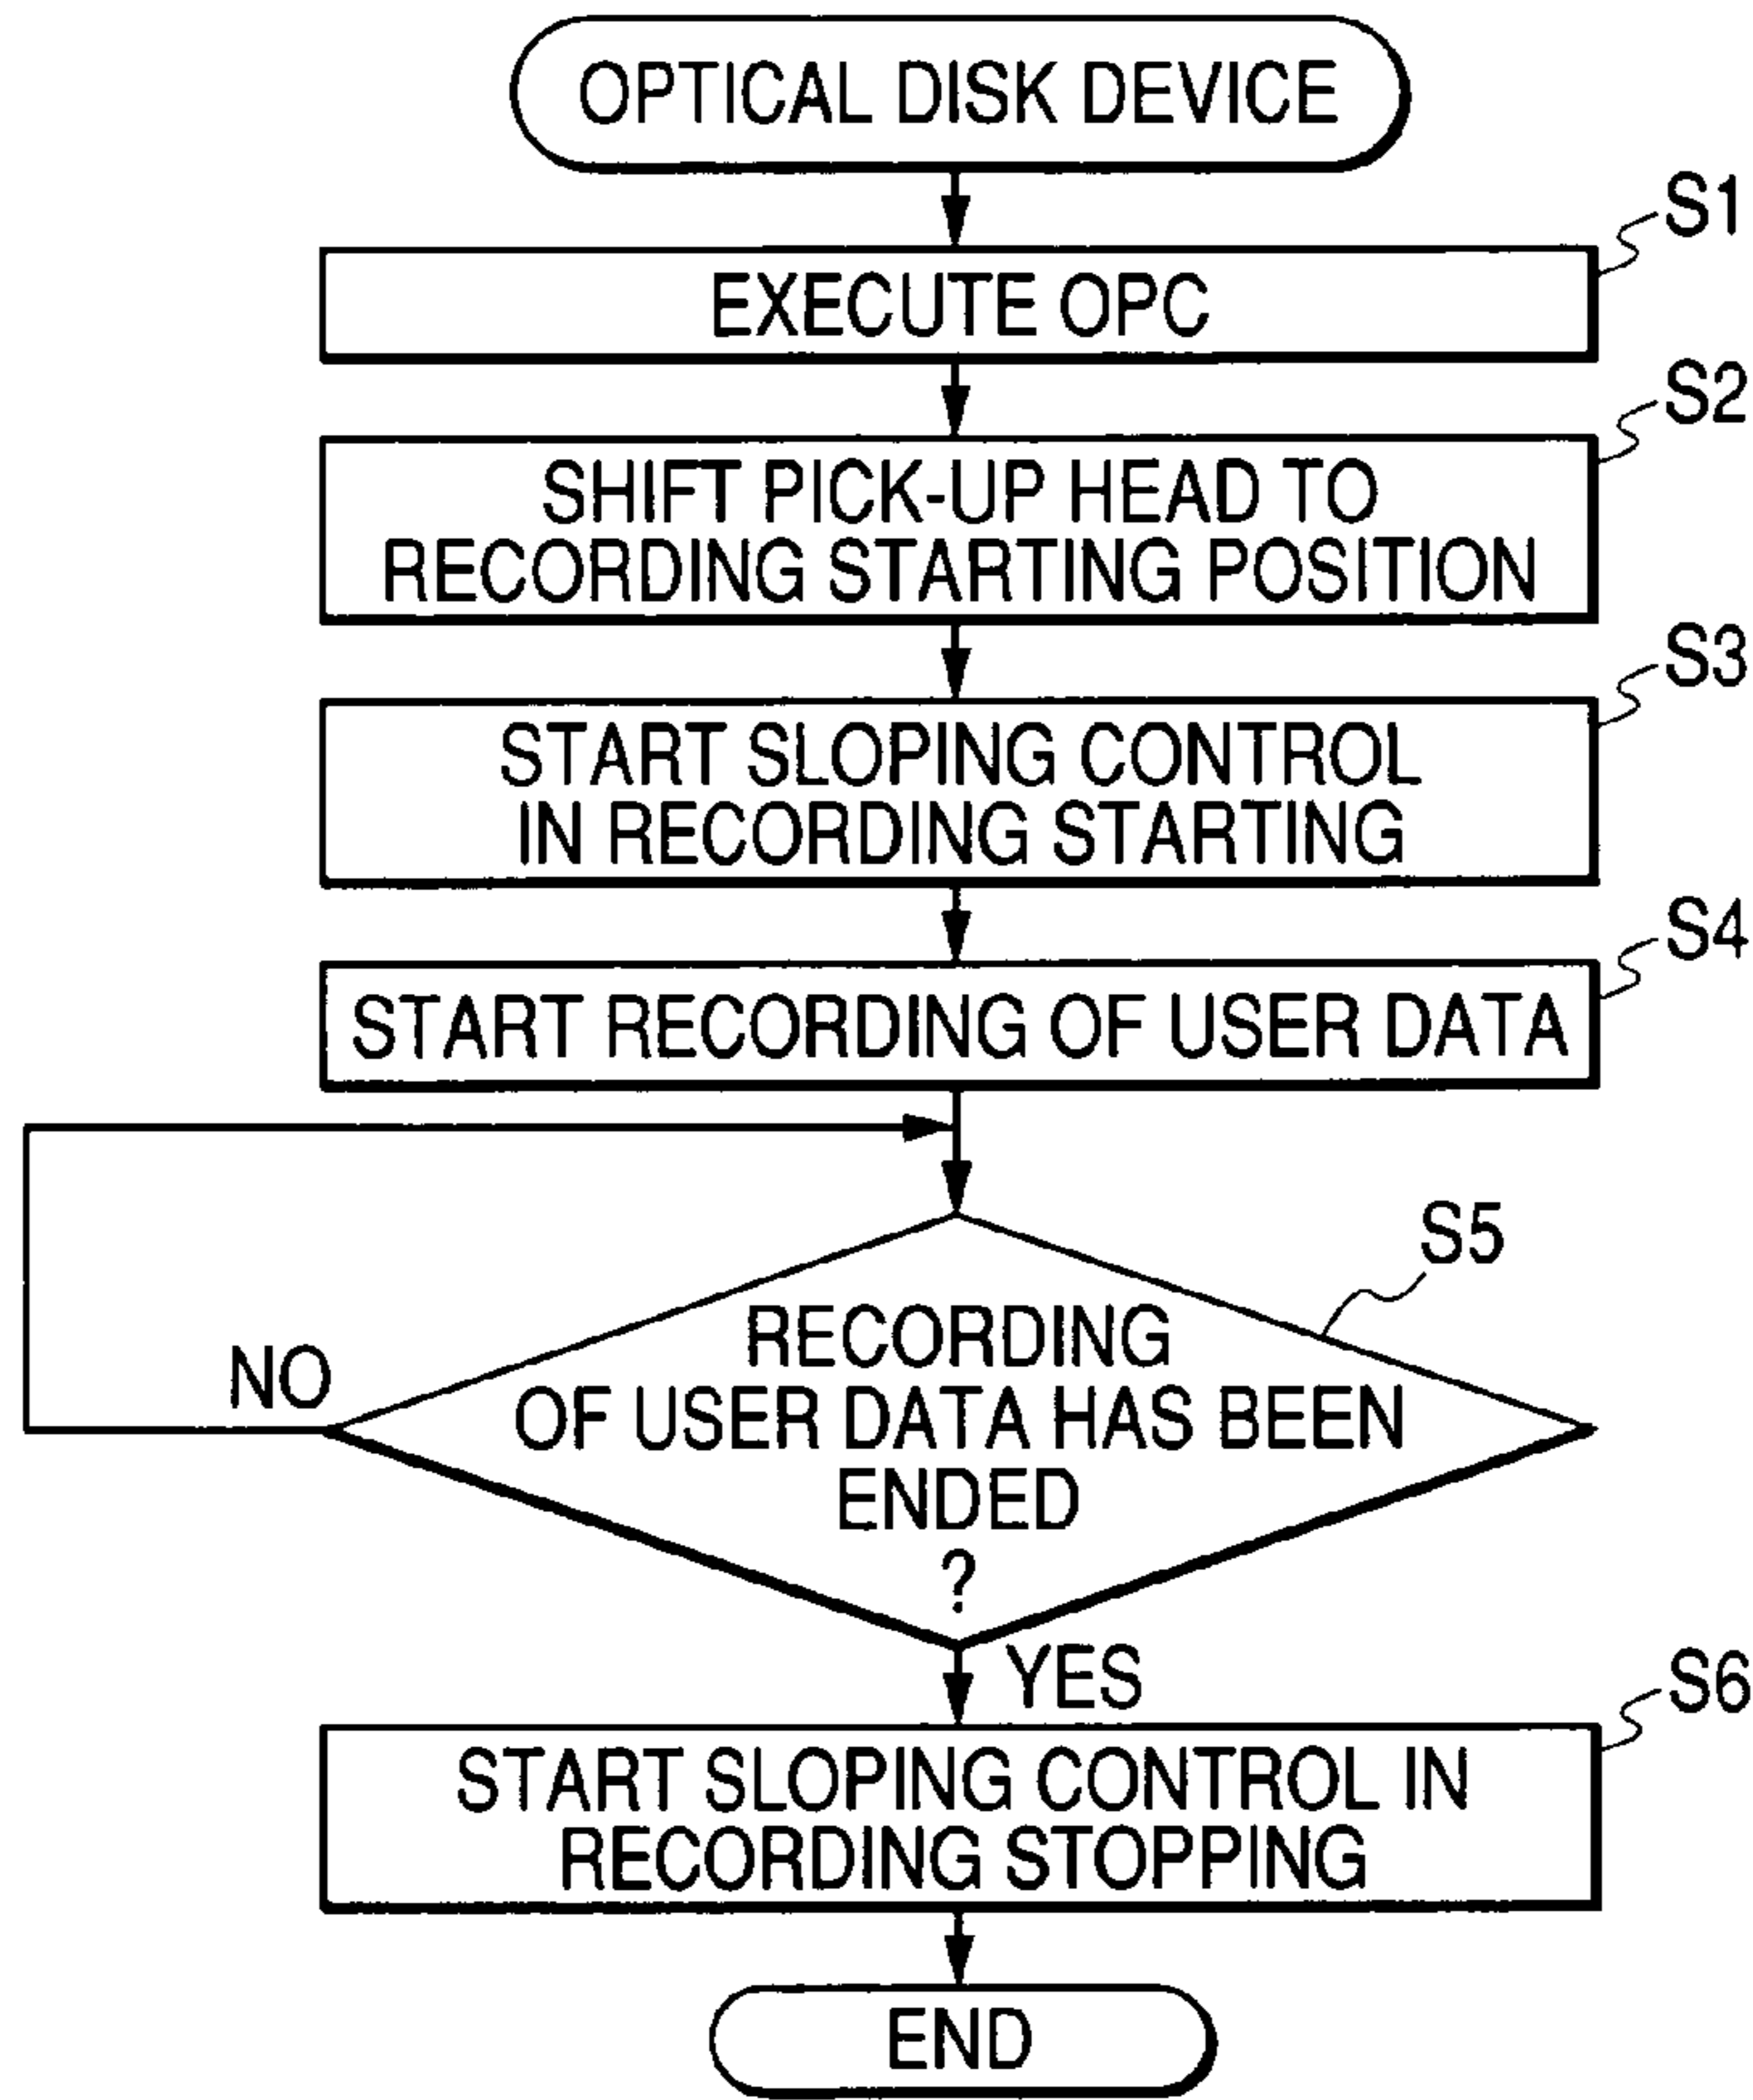 OPTICAL DISK DEVICE
S1
EXECUTE OPC
S2
SHIFT PICK-UP HEAD TO
RECORDING STARTING POSITION
S3
START SLOPING CONTROL
IN RECORDING STARTING
S4
START RECORDING OF USER DATA
S5
RECORDING
OF USER DATA HAS BEEN
ENDED
?
NO
YES
S6
START SLOPING CONTROL IN
RECORDING STOPPING
END